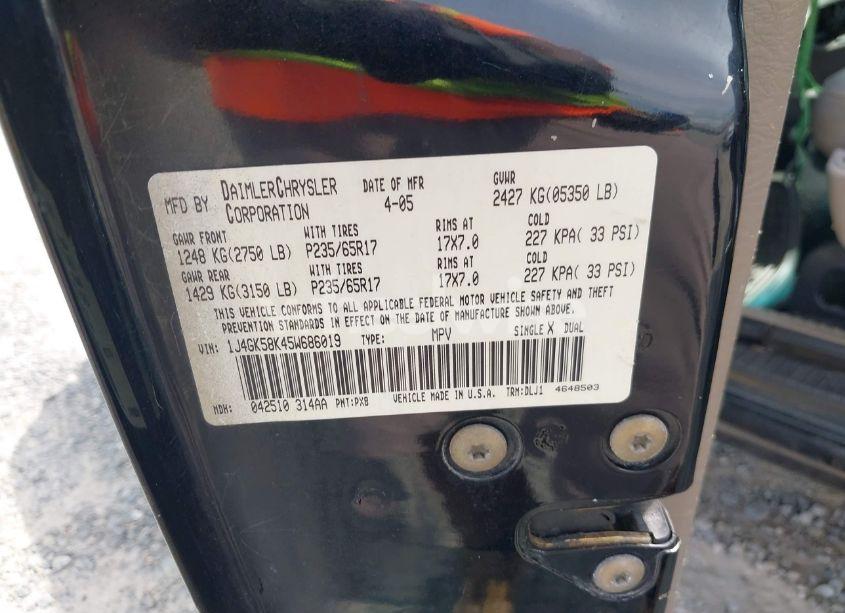 MFD BY DAIMLERCHRYSLER CORPORATION DATE OF MFR 4-05 GVWR 2427 KG(05350 LB)
GAWR FRONT WITH TIRES RIMS AT COLD
1248 KG(2750 LB) P235/65R17 17X7.0 227 KPA( 33 PSI)
GAWR REAR WITH TIRES RIMS AT COLD
1429 KG(3150 LB) P235/65R17 17X7.0 227 KPA( 33 PSI)
THIS VEHICLE CONFORMS TO ALL APPLICABLE FEDERAL MOTOR VEHICLE SAFETY AND THEFT
PREVENTION STANDARDS IN EFFECT ON THE DATE OF MANUFACTURE SHOWN ABOVE.
VIN: 1J4GK58K45W686019 TYPE: MPV SINGLE X DUAL
MDH: 042510 314AA PNT:PXB VEHICLE MADE IN U.S.A. TRM:DLJ1 4648503